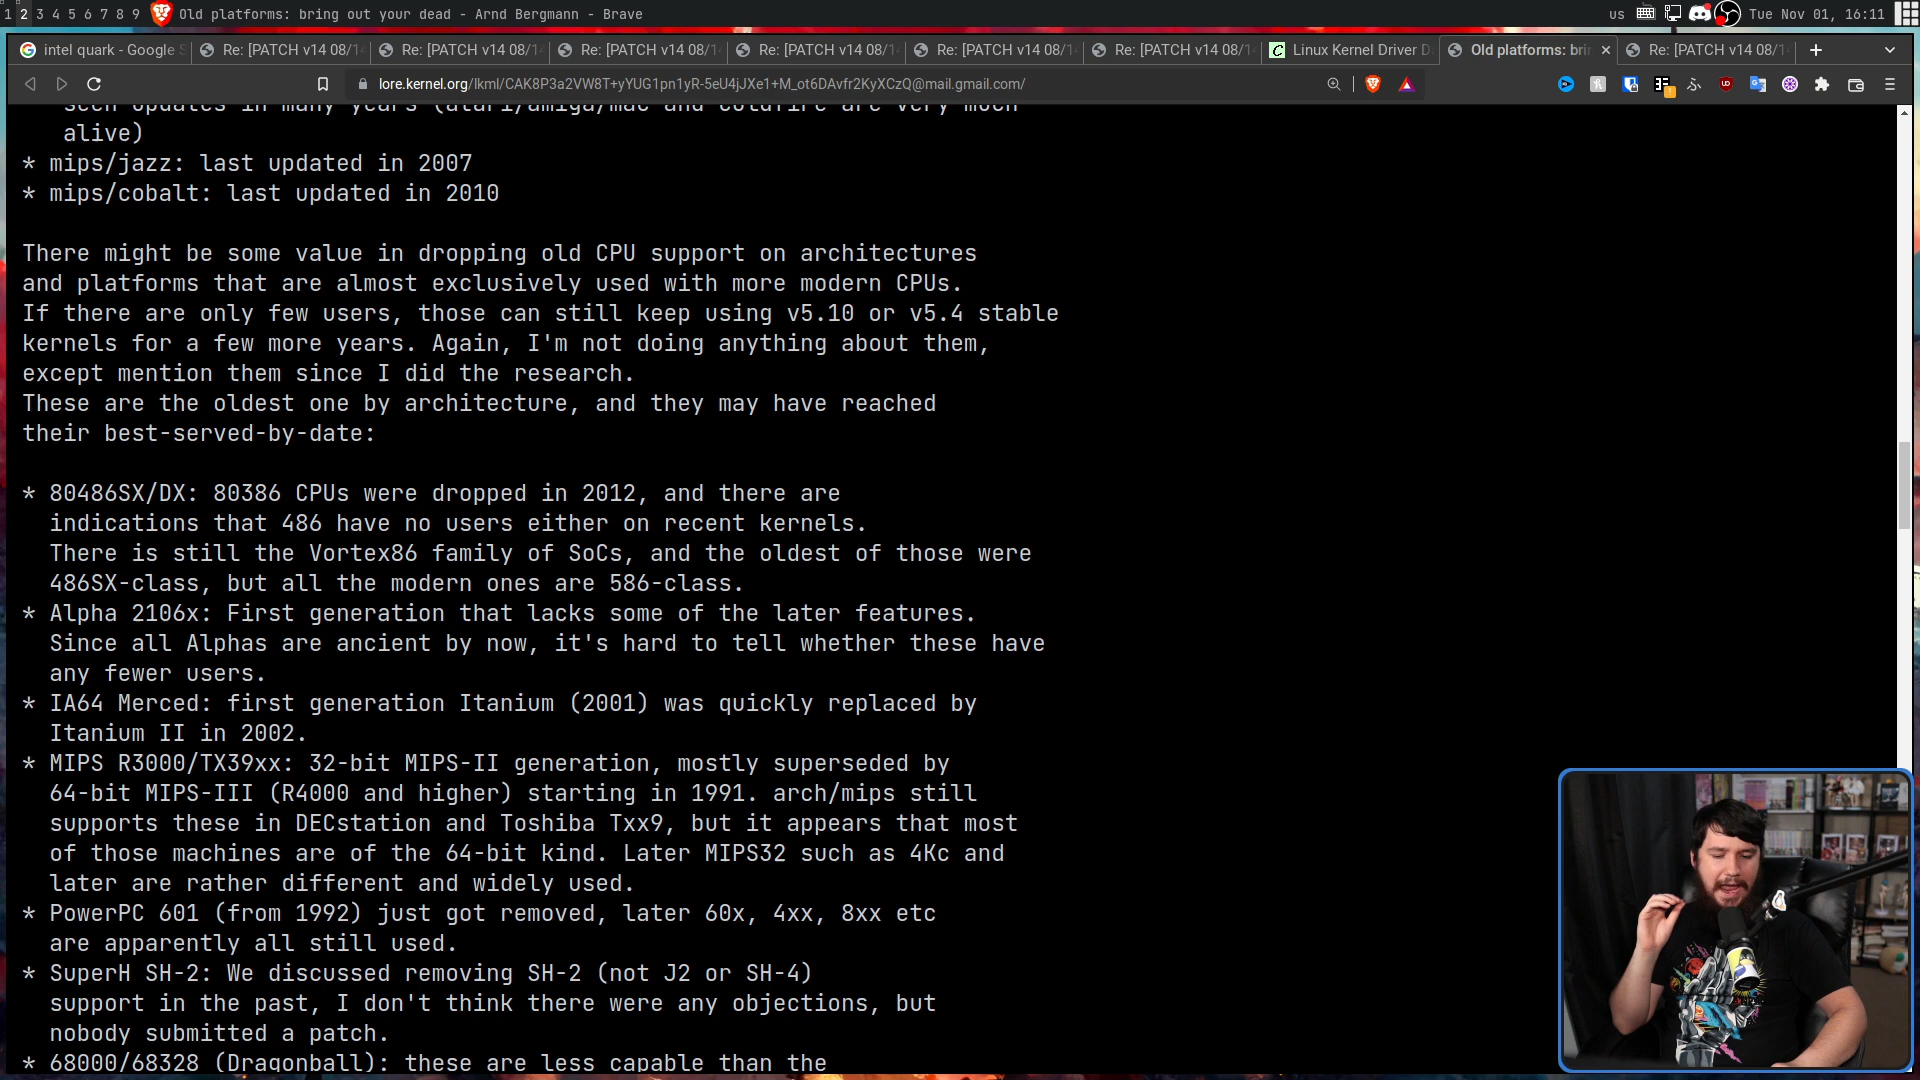 1 2 3 4 5 6 7 8 9 Old platforms: bring out your dead - Arnd Bergmann - Brave us Tue Nov 01, 16:11
intel quark - Google S Re: [PATCH v14 08/1 Re: [PATCH v14 08/1 Re: [PATCH v14 08/1 Re: [PATCH v14 08/1 Re: [PATCH v14 08/1 Re: [PATCH v14 08/1 Linux Kernel Driver D Old platforms: bri Re: [PATCH v14 08/1
lore.kernel.org/lkml/CAK8P3a2VW8T+yYUG1pn1yR-5eU4jJXe1+M_ot6DAvfr2KyXCzQ@mail.gmail.com/
seen updates in many years (atari/amiga/mac and coldfire are very much
alive)
* mips/jazz: last updated in 2007
* mips/cobalt: last updated in 2010
There might be some value in dropping old CPU support on architectures
and platforms that are almost exclusively used with more modern CPUs.
If there are only few users, those can still keep using v5.10 or v5.4 stable
kernels for a few more years. Again, I'm not doing anything about them,
except mention them since I did the research.
These are the oldest one by architecture, and they may have reached
their best-served-by-date:
* 80486SX/DX: 80386 CPUs were dropped in 2012, and there are
indications that 486 have no users either on recent kernels.
There is still the Vortex86 family of SoCs, and the oldest of those were
486SX-class, but all the modern ones are 586-class.
* Alpha 2106x: First generation that lacks some of the later features.
Since all Alphas are ancient by now, it's hard to tell whether these have
any fewer users.
* IA64 Merced: first generation Itanium (2001) was quickly replaced by
Itanium II in 2002.
* MIPS R3000/TX39xx: 32-bit MIPS-II generation, mostly superseded by
64-bit MIPS-III (R4000 and higher) starting in 1991. arch/mips still
supports these in DECstation and Toshiba Txx9, but it appears that most
of those machines are of the 64-bit kind. Later MIPS32 such as 4Kc and
later are rather different and widely used.
* PowerPC 601 (from 1992) just got removed, later 60x, 4xx, 8xx etc
are apparently all still used.
* SuperH SH-2: We discussed removing SH-2 (not J2 or SH-4)
support in the past, I don't think there were any objections, but
nobody submitted a patch.
* 68000/68328 (Dragonball): these are less capable than the